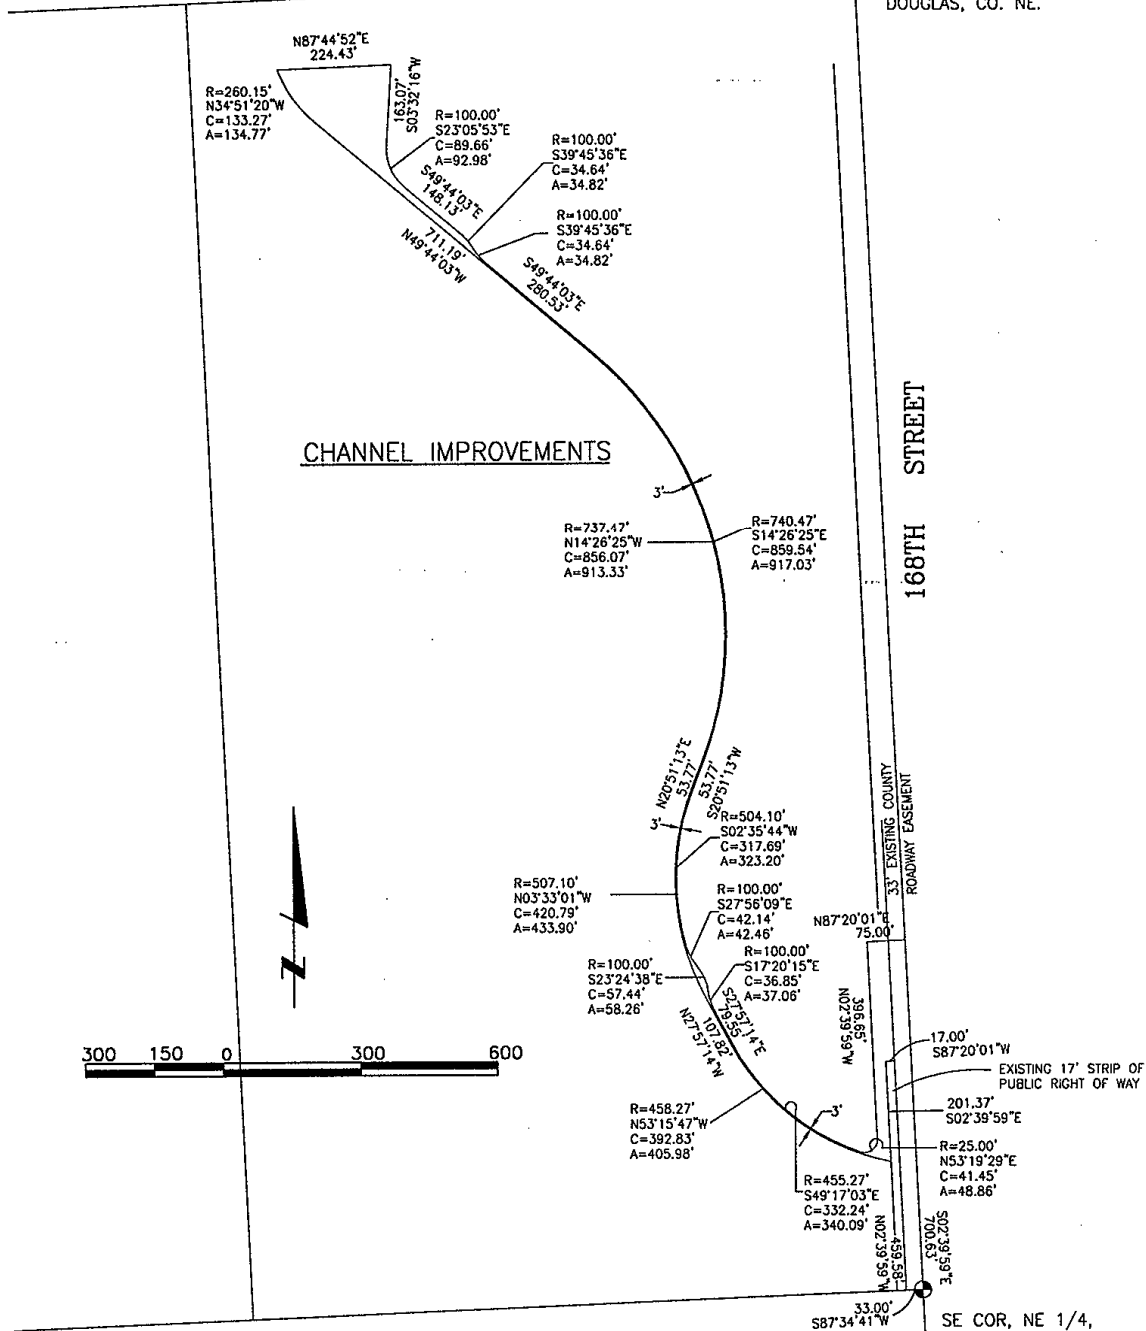 DOUGLAS, CO. NE.
N87°44'52"E
224.43'
R=260.15'
N34°51'20"W
C=133.27'
A=134.77'
163.07'
S03°32'16"W
R=100.00'
S23°05'53"E
C=89.66'
A=92.98'
R=100.00'
S39°45'36"E
C=34.64'
A=34.82'
S49°44'03"E
148.13'
R=100.00'
S39°45'36"E
C=34.64'
A=34.82'
711.19'
N49°44'03"W
S49°44'03"E
280.53'
168TH STREET
CHANNEL IMPROVEMENTS
3'
R=737.47'
N14°26'25"W
C=856.07'
A=913.33'
R=740.47'
S14°26'25"E
C=859.54'
A=917.03'
N20°51'13"E
53.77'
53.77'
S20°51'13"W
33' EXISTING COUNTY
ROADWAY EASEMENT
3'
R=504.10'
S02°35'44"W
C=317.69'
A=323.20'
R=507.10'
N03°33'01"W
C=420.79'
A=433.90'
R=100.00'
S27°56'09"E
C=42.14'
A=42.46'
N87°20'01"E
75.00'
R=100.00'
S23°24'38"E
C=57.44'
A=58.26'
R=100.00'
S17°20'15"E
C=36.85'
A=37.06'
S27°57'14"E
79.55'
107.82'
N27°57'14"W
396.65'
N02°39'59"W
Z
300 150 0 300 600
17.00'
S87°20'01"W
EXISTING 17' STRIP OF
PUBLIC RIGHT OF WAY
201.37'
S02°39'59"E
R=458.27'
N53°15'47"W
C=392.83'
A=405.98'
3'
R=25.00'
N53°19'29"E
C=41.45'
A=48.86'
R=455.27'
S49°17'03"E
C=332.24'
A=340.09'
459.58'
N02°39'59"W
S02°39'59"E
700.63'
33.00'
S87°34'41"W
SE COR, NE 1/4,